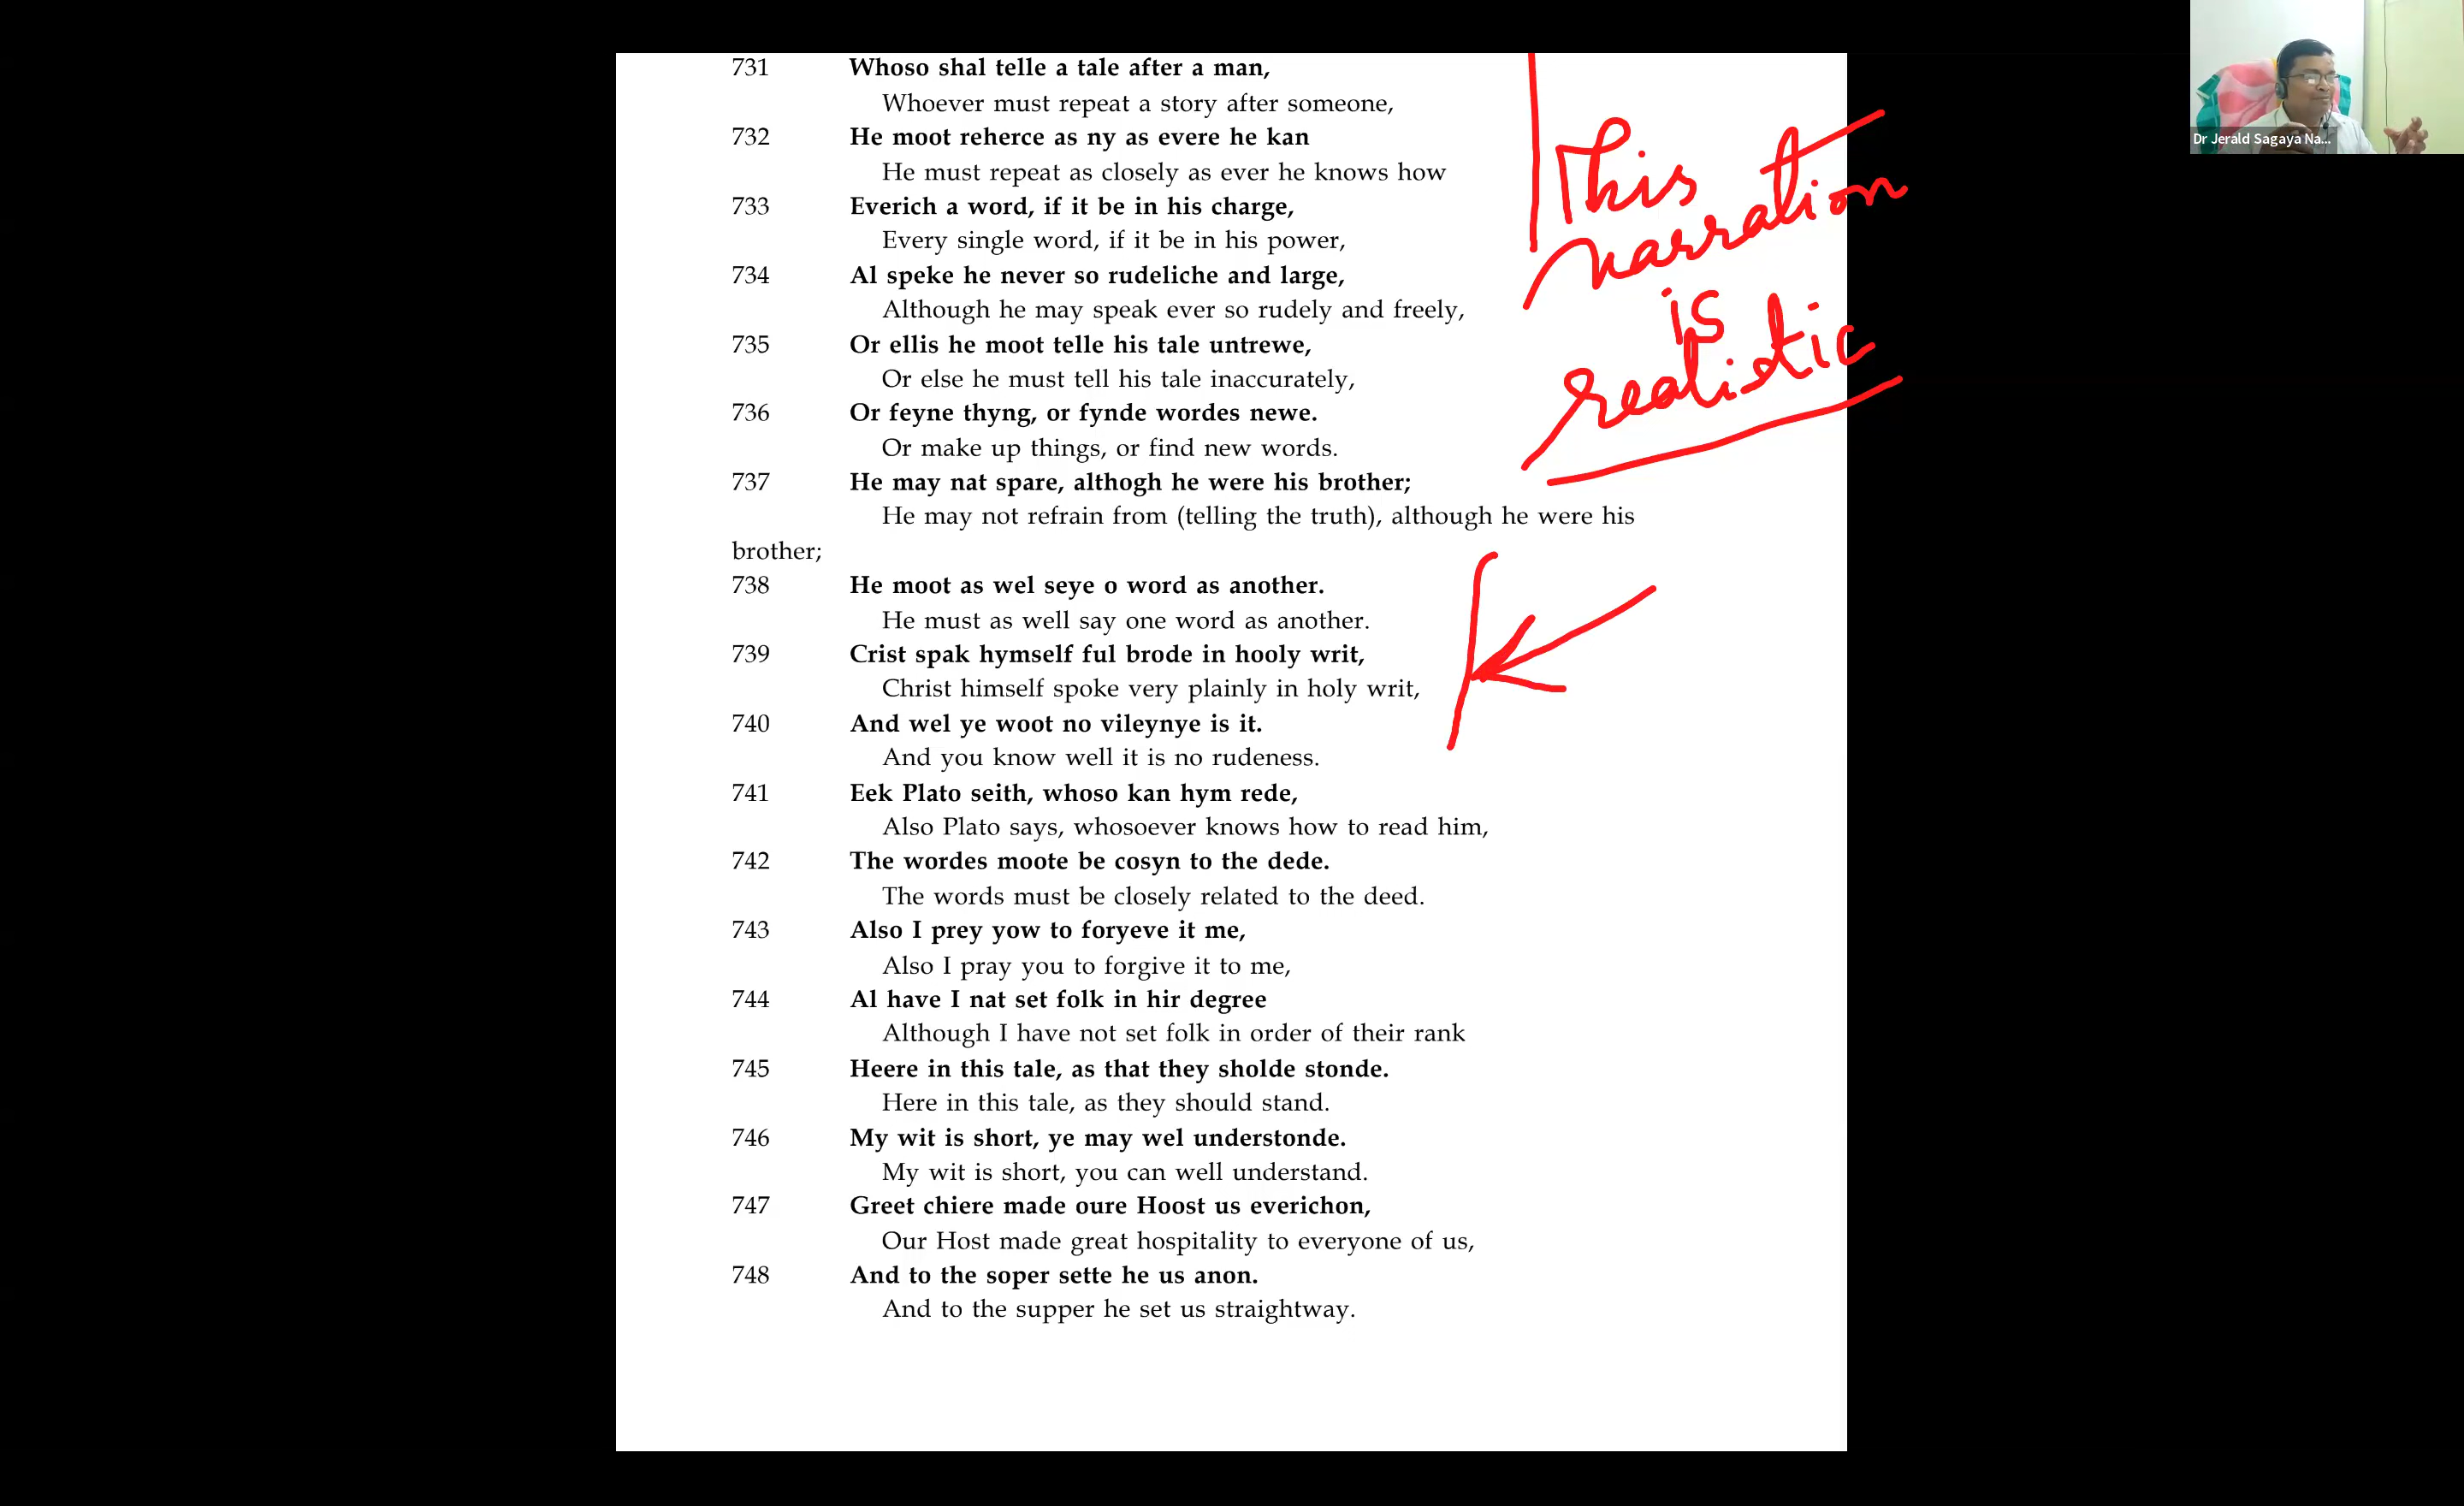 731 Whoso shal telle a tale after a man,
Whoever must repeat a story after someone,
732 He moot reherce as ny as evere he kan
He must repeat as closely as ever he knows how
733 Everich a word, if it be in his charge,
Every single word, if it be in his power,
734 Al speke he never so rudeliche and large,
Although he may speak ever so rudely and freely,
735 Or ellis he moot telle his tale untrewe,
Or else he must tell his tale inaccurately,
736 Or feyne thyng, or fynde wordes newe.
Or make up things, or find new words.
737 He may nat spare, althogh he were his brother;
He may not refrain from (telling the truth), although he were his
brother;
738 He moot as wel seye o word as another.
He must as well say one word as another.
739 Crist spak hymself ful brode in hooly writ,
Christ himself spoke very plainly in holy writ,
740 And wel ye woot no vileynye is it.
And you know well it is no rudeness.
741 Eek Plato seith, whoso kan hym rede,
Also Plato says, whosoever knows how to read him,
742 The wordes moote be cosyn to the dede.
The words must be closely related to the deed.
743 Also I prey yow to foryeve it me,
Also I pray you to forgive it to me,
744 Al have I nat set folk in hir degree
Although I have not set folk in order of their rank
745 Heere in this tale, as that they sholde stonde.
Here in this tale, as they should stand.
746 My wit is short, ye may wel understonde.
My wit is short, you can well understand.
747 Greet chiere made oure Hoost us everichon,
Our Host made great hospitality to everyone of us,
748 And to the soper sette he us anon.
And to the supper he set us straightway.
This
narration
is
realistic
Dr Jerald Sagaya Na...